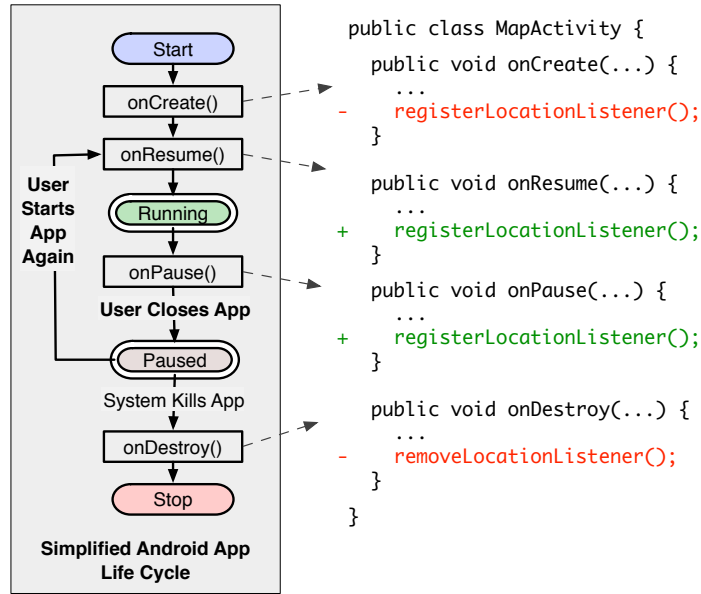 Start
onCreate()
onResume()
User
Starts
App
Again
Running
onPause()
User Closes App
Paused
System Kills App
onDestroy()
Stop
Simplified Android App
Life Cycle
public class MapActivity {
public void onCreate(...) {
...
- registerLocationListener();
}
public void onResume(...) {
...
+ registerLocationListener();
}
public void onPause(...) {
...
+ registerLocationListener();
}
public void onDestroy(...) {
...
- removeLocationListener();
}
}